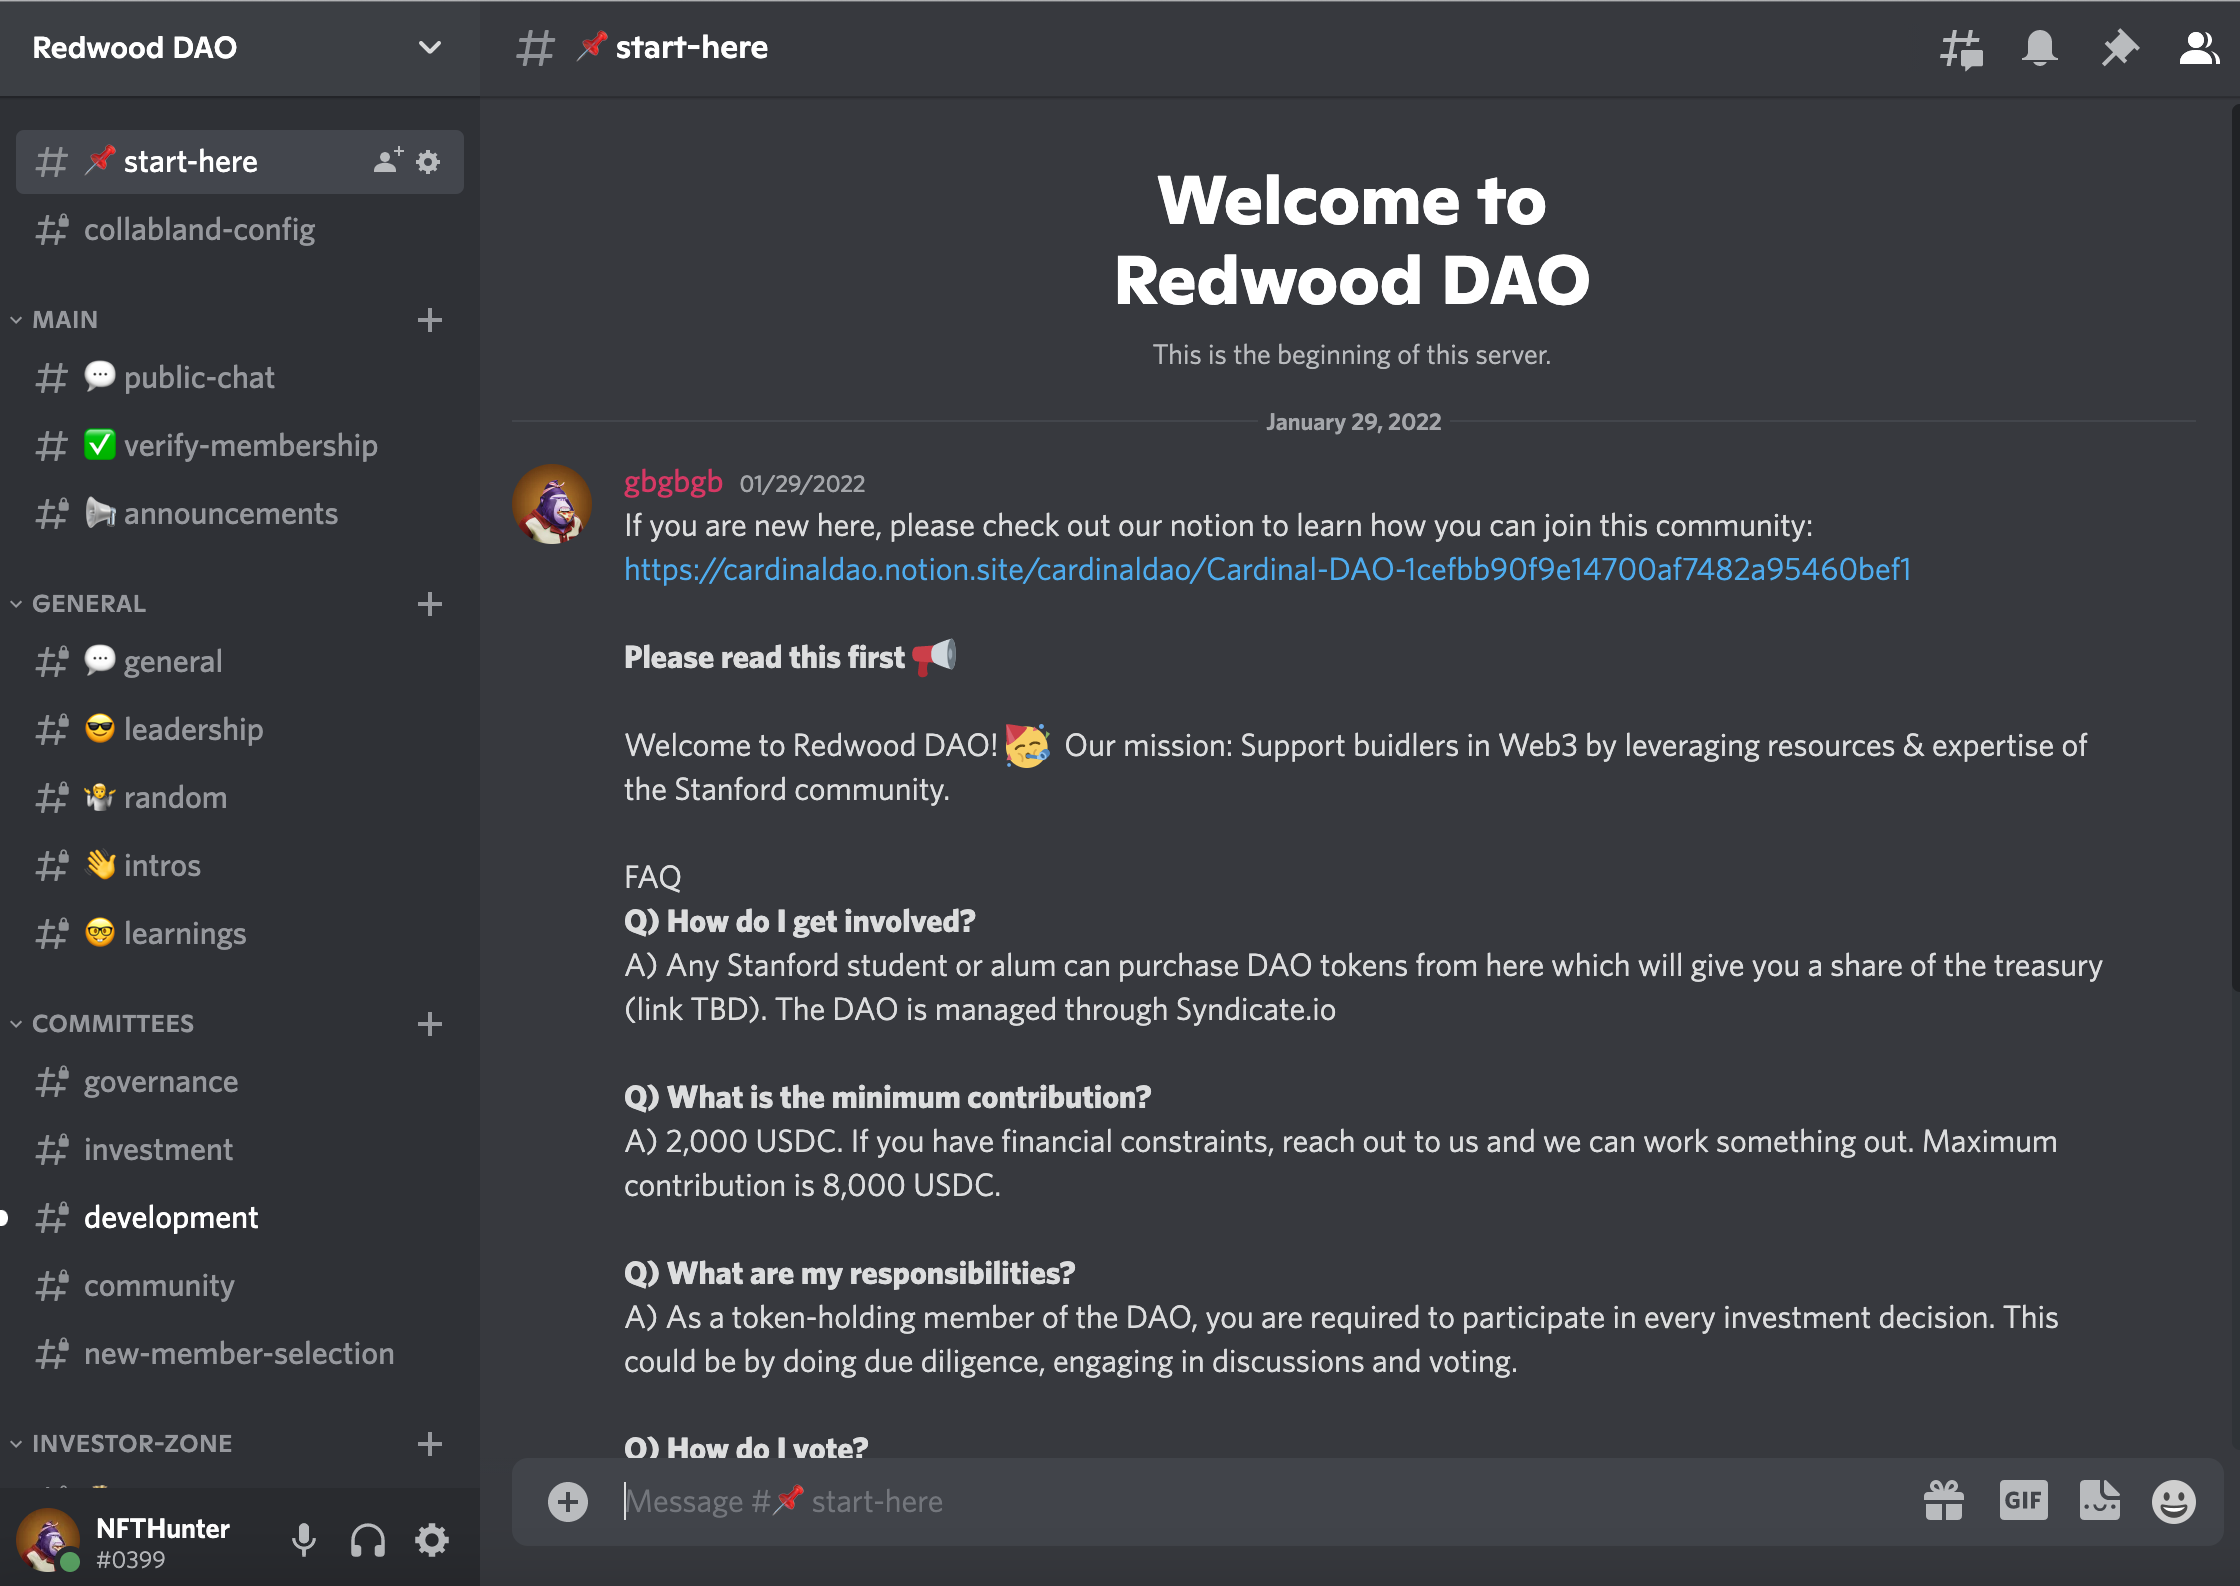 Redwood DAO
start-here
collabland-config
MAIN
public-chat
verify-membership
announcements
GENERAL
general
leadership
random
intros
learnings
COMMITTEES
governance
investment
development
community
new-member-selection
INVESTOR-ZONE
NFTHunter
#0399
start-here
Welcome to
Redwood DAO
This is the beginning of this server.
January 29, 2022
gbgbgb 01/29/2022
If you are new here, please check out our notion to learn how you can join this community:
https://cardinaldao.notion.site/cardinaldao/Cardinal-DAO-1cefbb90f9e14700af7482a95460bef1
Please read this first
Welcome to Redwood DAO! Our mission: Support buidlers in Web3 by leveraging resources & expertise of
the Stanford community.
FAQ
Q) How do I get involved?
A) Any Stanford student or alum can purchase DAO tokens from here which will give you a share of the treasury
(link TBD). The DAO is managed through Syndicate.io
Q) What is the minimum contribution?
A) 2,000 USDC. If you have financial constraints, reach out to us and we can work something out. Maximum
contribution is 8,000 USDC.
Q) What are my responsibilities?
A) As a token-holding member of the DAO, you are required to participate in every investment decision. This
could be by doing due diligence, engaging in discussions and voting.
Q) How do I vote?
Message # start-here
GIF